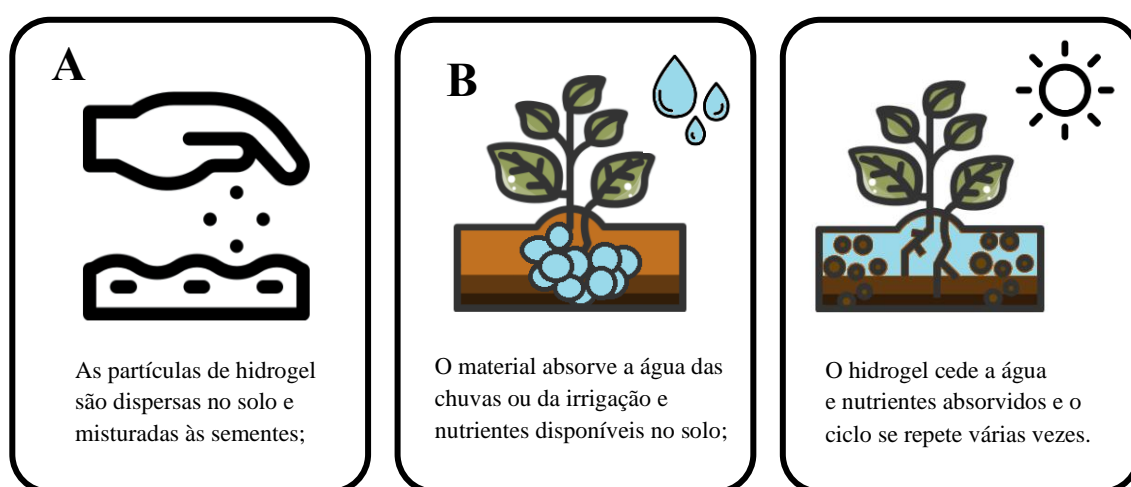 A
As partículas de hidrogel
são dispersas no solo e
misturadas às sementes;
B
O material absorve a água das
chuvas ou da irrigação e
nutrientes disponíveis no solo;
O hidrogel cede a água
e nutrientes absorvidos e o
ciclo se repete várias vezes.